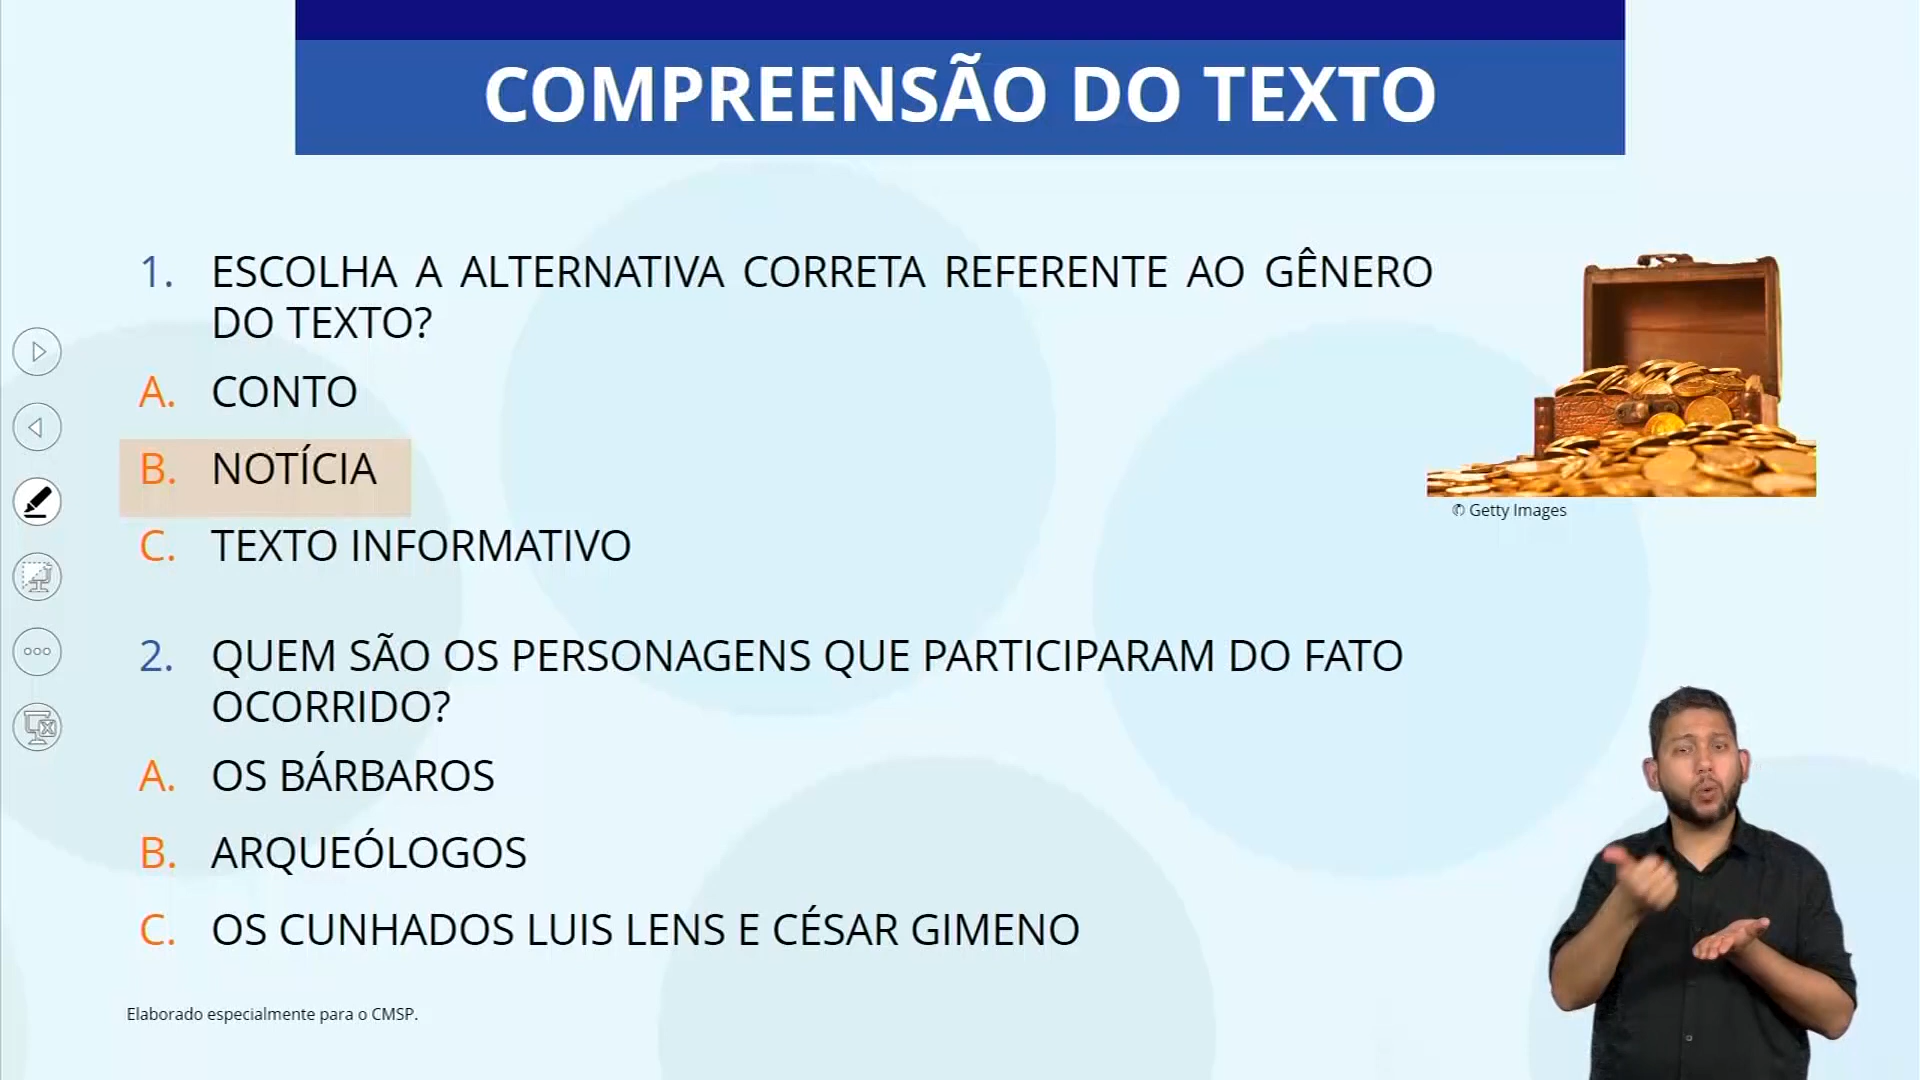 COMPREENSÃO DO TEXTO
1. ESCOLHA A ALTERNATIVA CORRETA REFERENTE AO GÊNERO
DO TEXTO?
A. CONTO
B. NOTÍCIA
C. TEXTO INFORMATIVO
© Getty Images
2. QUEM SÃO OS PERSONAGENS QUE PARTICIPARAM DO FATO
OCORRIDO?
A. OS BÁRBAROS
B. ARQUEÓLOGOS
C. OS CUNHADOS LUIS LENS E CÉSAR GIMENO
Elaborado especialmente para o CMSP.